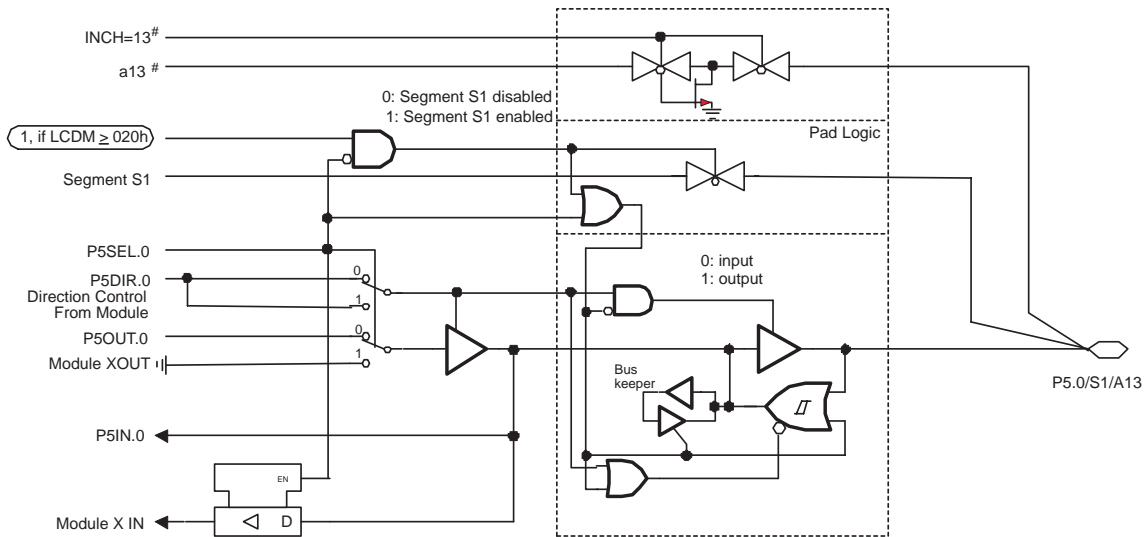 INCH=13#
a13 #
0: Segment S1 disabled
1: Segment S1 enabled
Pad Logic
1, if LCDM ≥ 020h
Segment S1
P5SEL.0
0: input
1: output
P5DIR.0
0
Direction Control
From Module
1
P5OUT.0
0
Module XOUT
1
Bus
keeper
P5.0/S1/A13
P5IN.0
EN
Module X IN
D